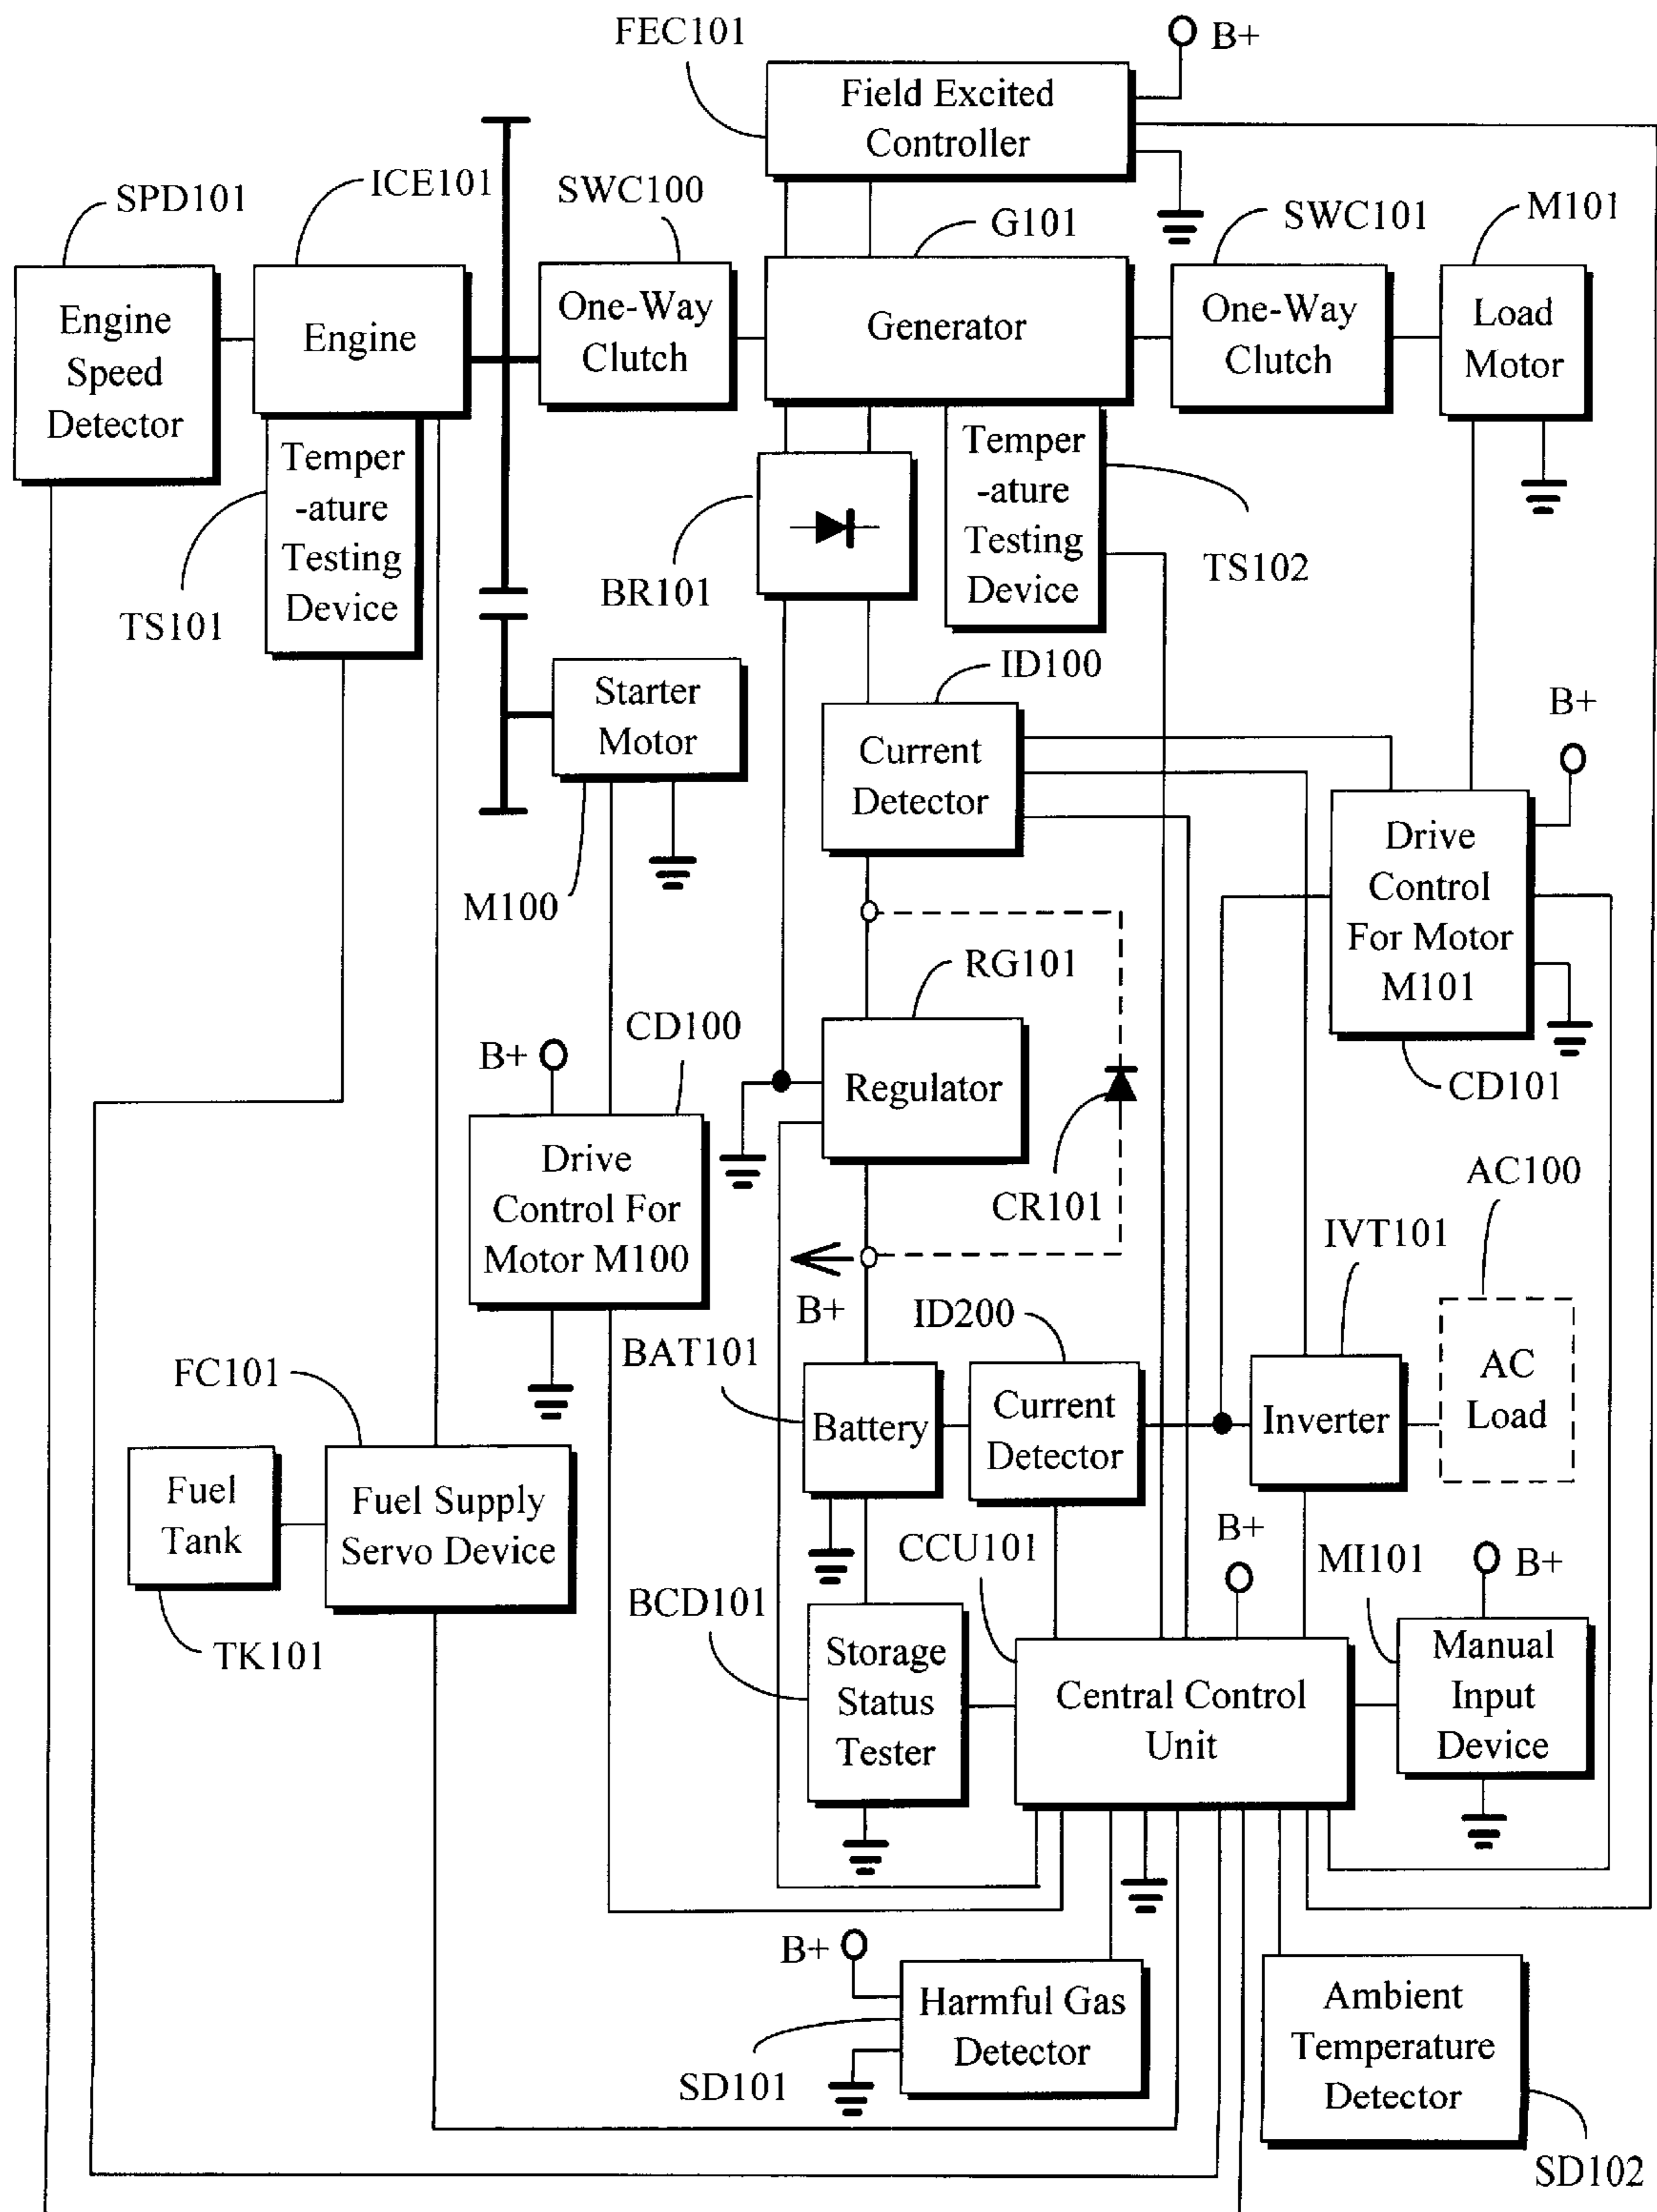 FEC101
B+
Field Excited
Controller
SPD101
ICE101
SWC100
G101
SWC101
M101
Engine
Speed
Detector
Engine
One-Way
Clutch
Generator
One-Way
Clutch
Load
Motor
Temper
-ature
Testing
Device
TS101
BR101
Temper
-ature
Testing
Device
TS102
ID100
Starter
Motor
M100
Current
Detector
B+
Drive
Control
For Motor
M101
CD101
RG101
CD100
B+
Regulator
CR101
Drive
Control For
Motor M100
AC100
IVT101
B+
ID200
BAT101
FC101
Battery
Current
Detector
Inverter
AC
Load
Fuel
Tank
Fuel Supply
Servo Device
TK101
CCU101
B+
MI101
B+
BCD101
Storage
Status
Tester
Central Control
Unit
Manual
Input
Device
B+
Harmful Gas
Detector
SD101
Ambient
Temperature
Detector
SD102